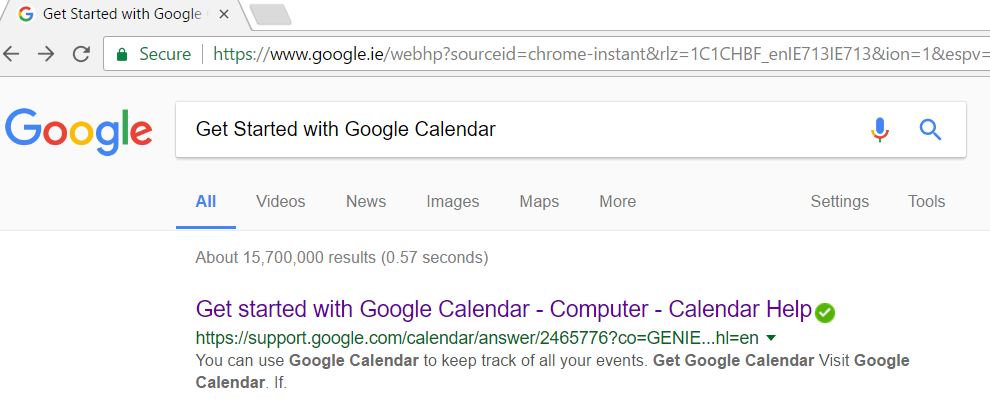 Get Started with Google
Secure https://www.google.ie/webhp?sourceid=chrome-instant&rlz=1C1CHBF_enIE713IE713&ion=1&espv=
Google Get Started with Google Calendar
All Videos News Images Maps More Settings Tools
About 15,700,000 results (0.57 seconds)
Get started with Google Calendar - Computer - Calendar Help
https://support.google.com/calendar/answer/2465776?co=GENIE...hl=en
You can use Google Calendar to keep track of all your events. Get Google Calendar Visit Google
Calendar. If.